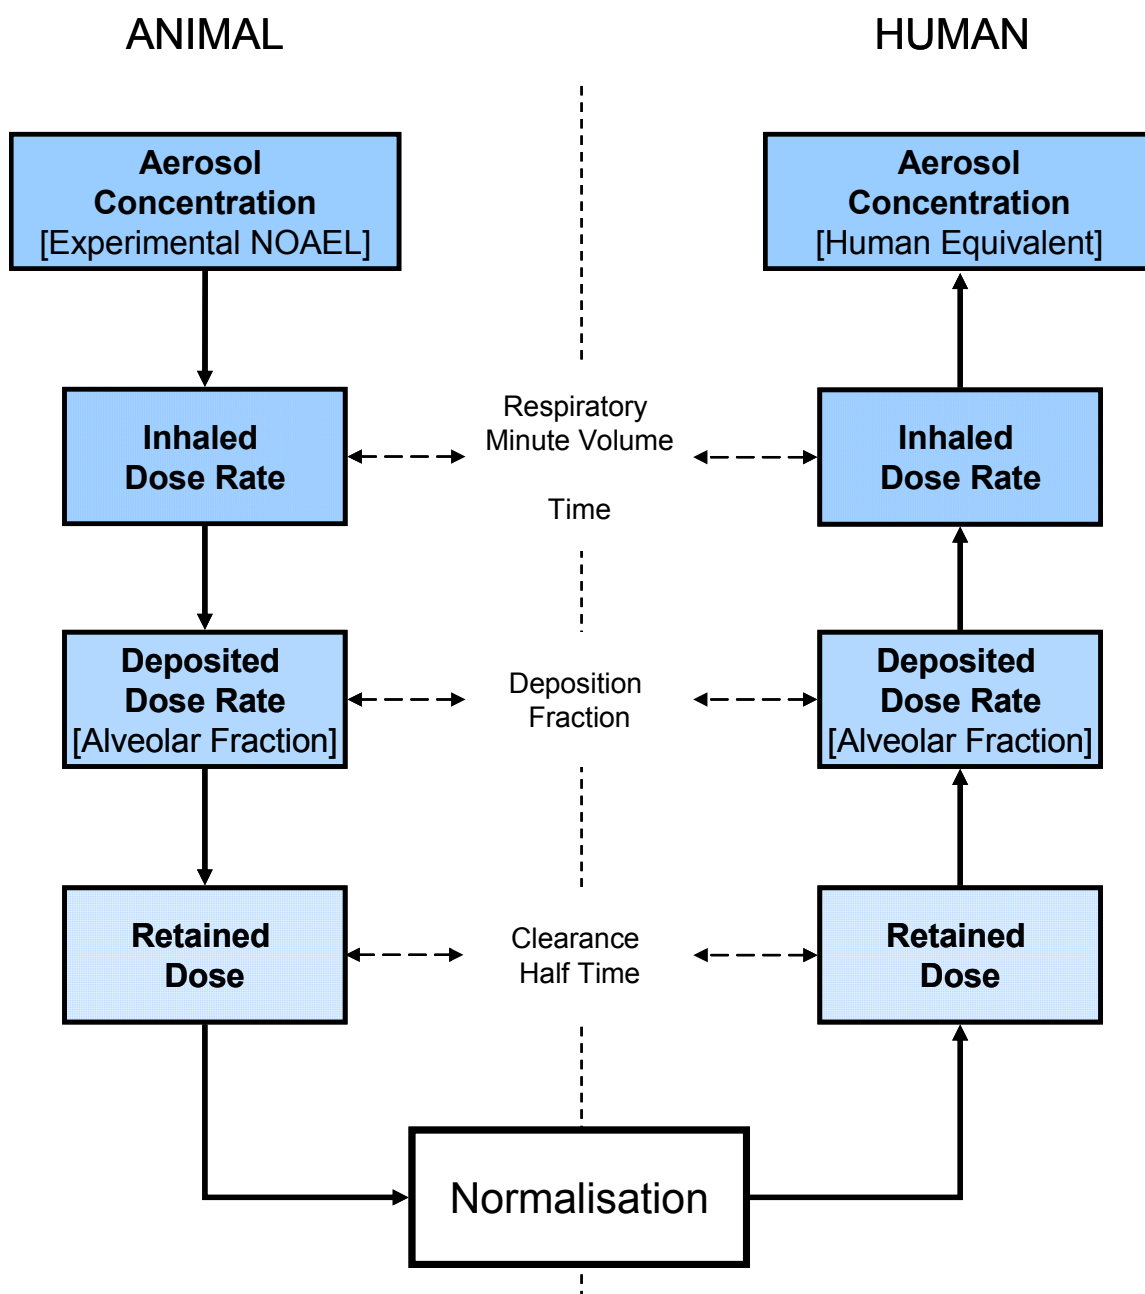 ANIMAL
HUMAN
Aerosol
Concentration
[Experimental NOAEL]
Aerosol
Concentration
[Human Equivalent]
Inhaled
Dose Rate
Respiratory
Minute Volume
Time
Inhaled
Dose Rate
Deposited
Dose Rate
[Alveolar Fraction]
Deposition
Fraction
Deposited
Dose Rate
[Alveolar Fraction]
Retained
Dose
Clearance
Half Time
Retained
Dose
Normalisation